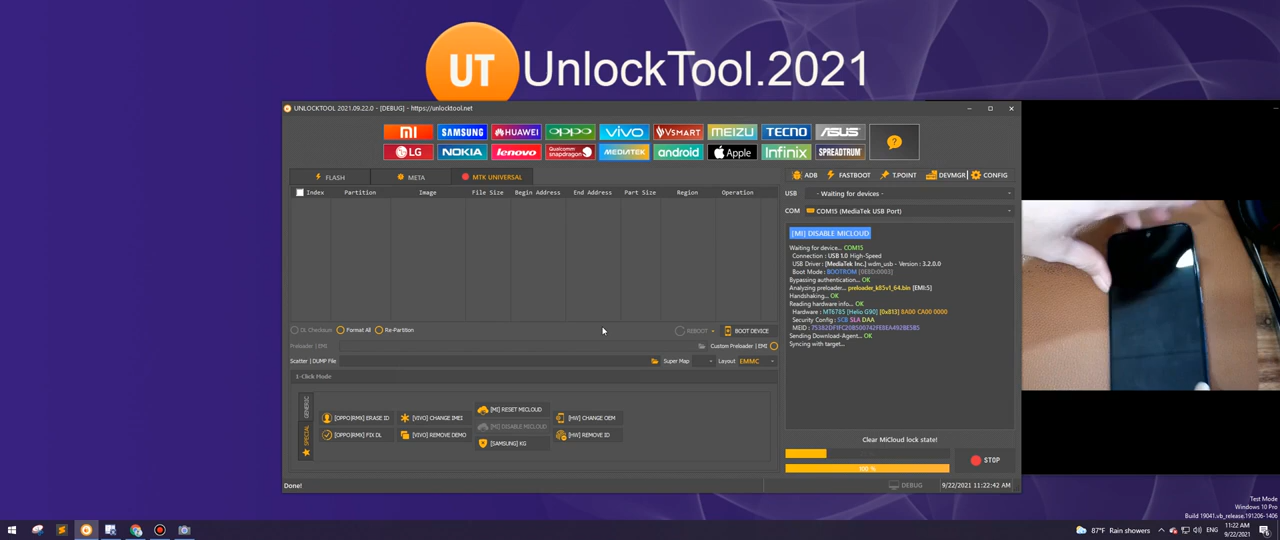 UT UnlockTool.2021
UNLOCKTOOL 2021.09.22.0 - [DEBUG] - https://unlocktool.net
MI SAMSUNG HUAWEI OPPO vivo VSMART MEIZU TECNO ASUS
LG NOKIA lenovo Qualcomm snapdragon MEDIATEK android Apple Infinix SPREADTRUM
?
FLASH META MTK UNIVERSAL
ADB FASTBOOT T.POINT DEVMGR CONFIG
Index Partition Image File Size Begin Address End Address Part Size Region Operation
USB - Waiting for devices -
COM COM15 (MediaTek USB Port)
[MI] DISABLE MICLOUD
Waiting for device... COM15
Connection : USB 1.0 High-Speed
USB Driver : [MediaTek Inc.] wdm_usb - Version : 3.2.0.0
Boot Mode : BOOTROM [0E8D:0003]
Bypassing authentication... OK
Analyzing preloader... preloader_k85v1_64.bin [EMI:5]
Handshaking... OK
Reading hardware info... OK
Hardware : MT6785 [Helio G90] [0x813] 8A00 CA00 0000
Security Config : SCB SLA DAA
Sending Download-Agent... OK
Syncing with target...
DL Checksum Format All Re-Partition REBOOT BOOT DEVICE
Preloader | EMI Custom Preloader | EMI
Scatter | DUMP File Super Map Layout EMMC
1-Click Mode
GENERIC
SPECIAL
[OPPO|RMX] ERASE ID [VIVO] CHANGE IMEI [MI] RESET MICLOUD [HW] CHANGE OEM
[OPPO|RMX] FIX DL [VIVO] REMOVE DEMO [MI] DISABLE MICLOUD [HW] REMOVE ID
[SAMSUNG] KG
Clear MiCloud lock state!
100 %
STOP
Done! DEBUG 9/22/2021 11:22:42 AM
Test Mode
Windows 10 Pro
Build 19041.vb_release.191206-1406
87°F Rain showers ENG 11:22 AM
9/22/2021